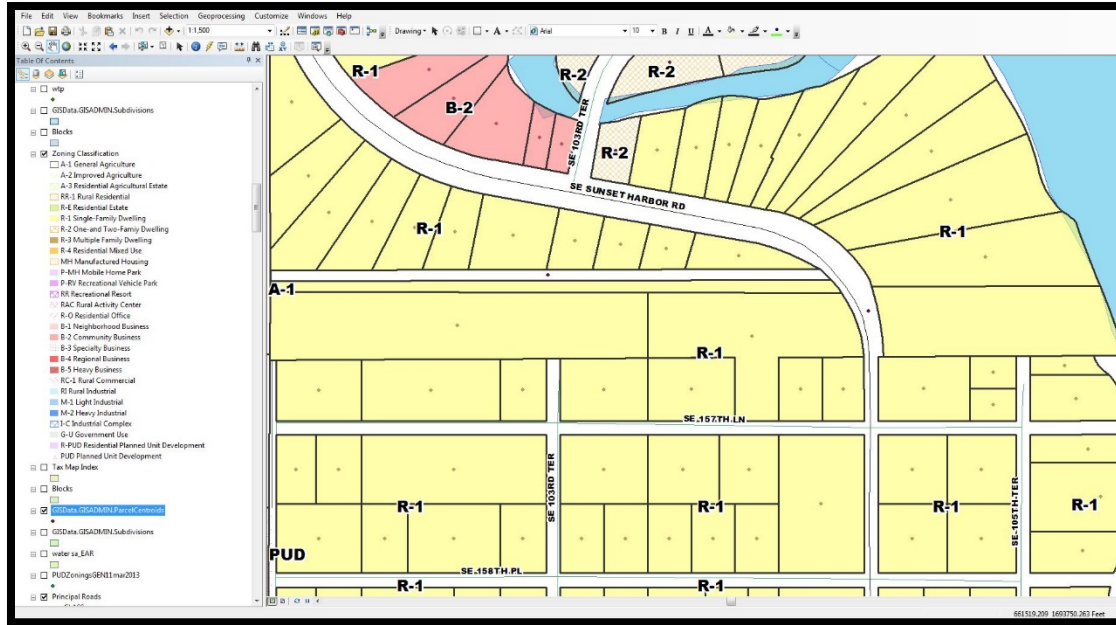 File Edit View Bookmarks Insert Selection Geoprocessing Customize Windows Help
1:1,500 Drawing Arial 10 B I U A
Table Of Contents
wtp
GISData.GISADMIN.Subdivisions
Blocks
Zoning Classification
A-1 General Agriculture
A-2 Improved Agriculture
A-3 Residential Agricultural Estate
RR-1 Rural Residential
R-E Residential Estate
R-1 Single-Family Dwelling
R-2 One-and Two-Family Dwelling
R-3 Multiple Family Dwelling
R-4 Residential Mixed Use
MH Manufactured Housing
P-MH Mobile Home Park
P-RV Recreational Vehicle Park
RR Recreational Resort
RAC Rural Activity Center
R-O Residential Office
B-1 Neighborhood Business
B-2 Community Business
B-3 Specialty Business
B-4 Regional Business
B-5 Heavy Business
RC-1 Rural Commercial
RI Rural Industrial
M-1 Light Industrial
M-2 Heavy Industrial
I-C Industrial Complex
G-U Government Use
R-PUD Residential Planned Unit Development
PUD Planned Unit Development
Tax Map Index
Blocks
GISData.GISADMIN.ParcelCentroids
GISData.GISADMIN.Subdivisions
water sa_EAR
PUDZoningsGEN11mar2013
Principal Roads
R-1
R-2
R-2
B-2
SE 103RD TER
R-2
SE SUNSET HARBOR RD
R-1
R-1
A-1
R-1
SE 157TH LN
SE 103RD TER
SE 105TH TER
R-1
R-1
R-1
R-1
PUD
SE 158TH PL
R-1
R-1
661519.209 1693750.263 Feet